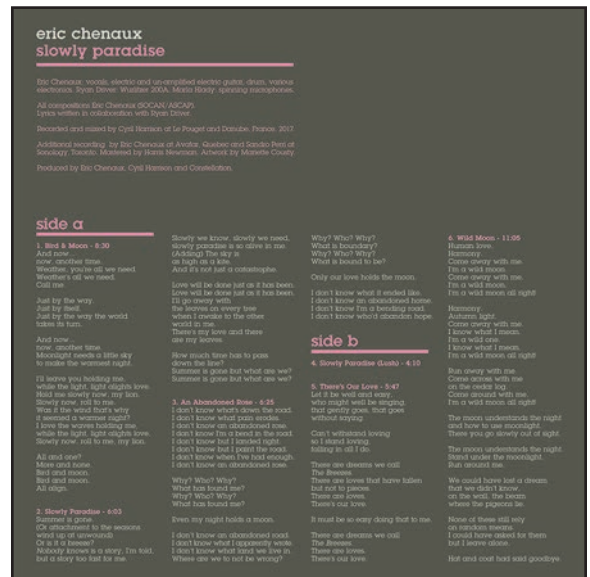 eric chenaux
slowly paradise
Eric Chenaux: vocals, electric and un-amplified electric guitar, drum, various
electronics. Ryan Driver: Wurlitzer 200A. Marla Hlady: spinning microphones.
All compositions Eric Chenaux (SOCAN/ASCAP).
Lyrics written in collaboration with Ryan Driver.
Recorded and mixed by Cyril Harrison at Le Pouget and Danube, France, 2017.
Additional recording by Eric Chenaux at Avatar, Quebec and Sandro Perri at
Sonology, Toronto. Mastered by Harris Newman. Artwork by Mariette Cousty.
Produced by Eric Chenaux, Cyril Harrison and Constellation.
side a
1. Bird & Moon - 8:30
And now...
now, another time.
Weather, you're all we need.
Weather's all we need.
Call me.
Just by the way.
Just by itself.
Just by the way the world
takes its turn.
And now...
now, another time.
Moonlight needs a little sky
to make the warmest night.
I'll leave you holding me,
while the light, light alights love.
Hold me slowly now, my lion.
Slowly now, roll to me.
Was it the wind that's why
it seemed a warmer night?
I love the waves holding me,
while the light, light alights love.
Slowly now, roll to me, my lion.
All and one?
More and none.
Bird and moon.
Bird and moon.
All align.
2. Slowly Paradise - 6:03
Summer is gone.
(Or attachment to the seasons
wind up at unwound)
Or is it a breeze?
Nobody knows is a story, I'm told,
but a story too fast for me.
Slowly we know, slowly we need,
slowly paradise is so alive in me.
(Adding) The sky is
as high as a kite.
And it's not just a catastrophe.
Love will be done just as it has been.
Love will be done just as it has been.
I'll go away with
the leaves on every tree
when I awake to the other
world in me.
There's my love and there
are my leaves.
How much time has to pass
down the line?
Summer is gone but what are we?
Summer is gone but what are we?
3. An Abandoned Rose - 6:25
I don't know what's down the road.
I don't know what pain erodes.
I don't know an abandoned rose.
I don't know I'm a bend in the road.
I don't know but I landed right.
I don't know but I paint the road.
I don't know when I've had enough.
I don't know an abandoned rose.
Why? Who? Why?
What has found me?
Why? Who? Why?
What has found me?
Even my night holds a moon.
I don't know an abandoned road.
I don't know what I apparently wrote.
I don't know what land we live in.
Where are we to not be wrong?
Why? Who? Why?
What is boundary?
Why? Who? Why?
What is bound to be?
Only our love holds the moon.
I don't know what it ended like.
I don't know an abandoned home.
I don't know I'm a bending road.
I don't know who'd abandon hope.
side b
4. Slowly Paradise (Lush) - 4:10
5. There's Our Love - 5:47
Let it be well and easy,
who might well be singing,
that gently goes, that goes
without saying.
Can't withstand loving
so I stand loving,
falling in all I do.
There are dreams we call
The Breezes.
There are loves that have fallen
but not to pieces.
There are loves.
There's our love.
It must be so easy doing that to me.
There are dreams we call
The Breezes.
There are loves.
There's our love.
6. Wild Moon - 11:05
Human love.
Harmony.
Come away with me.
I'm a wild moon.
Come away with me.
I'm a wild moon.
I'm a wild moon all right!
Harmony.
Autumn light.
Come away with me.
I know what I mean.
I'm a wild one.
I know what I mean.
I'm a wild moon all right!
Run away with me.
Come across with me
on the cedar log.
Come around with me.
I'm a wild moon all right!
The moon understands the night
and how to use moonlight.
There you go slowly out of sight.
The moon understands the night.
Stand under the moonlight.
Run around me.
We could have lost a dream
that we didn't know
on the wall, the beam
where the pigeons lie.
None of these still rely
on random means.
I could have asked for them
but I leave alone.
Hat and coat had said goodbye.